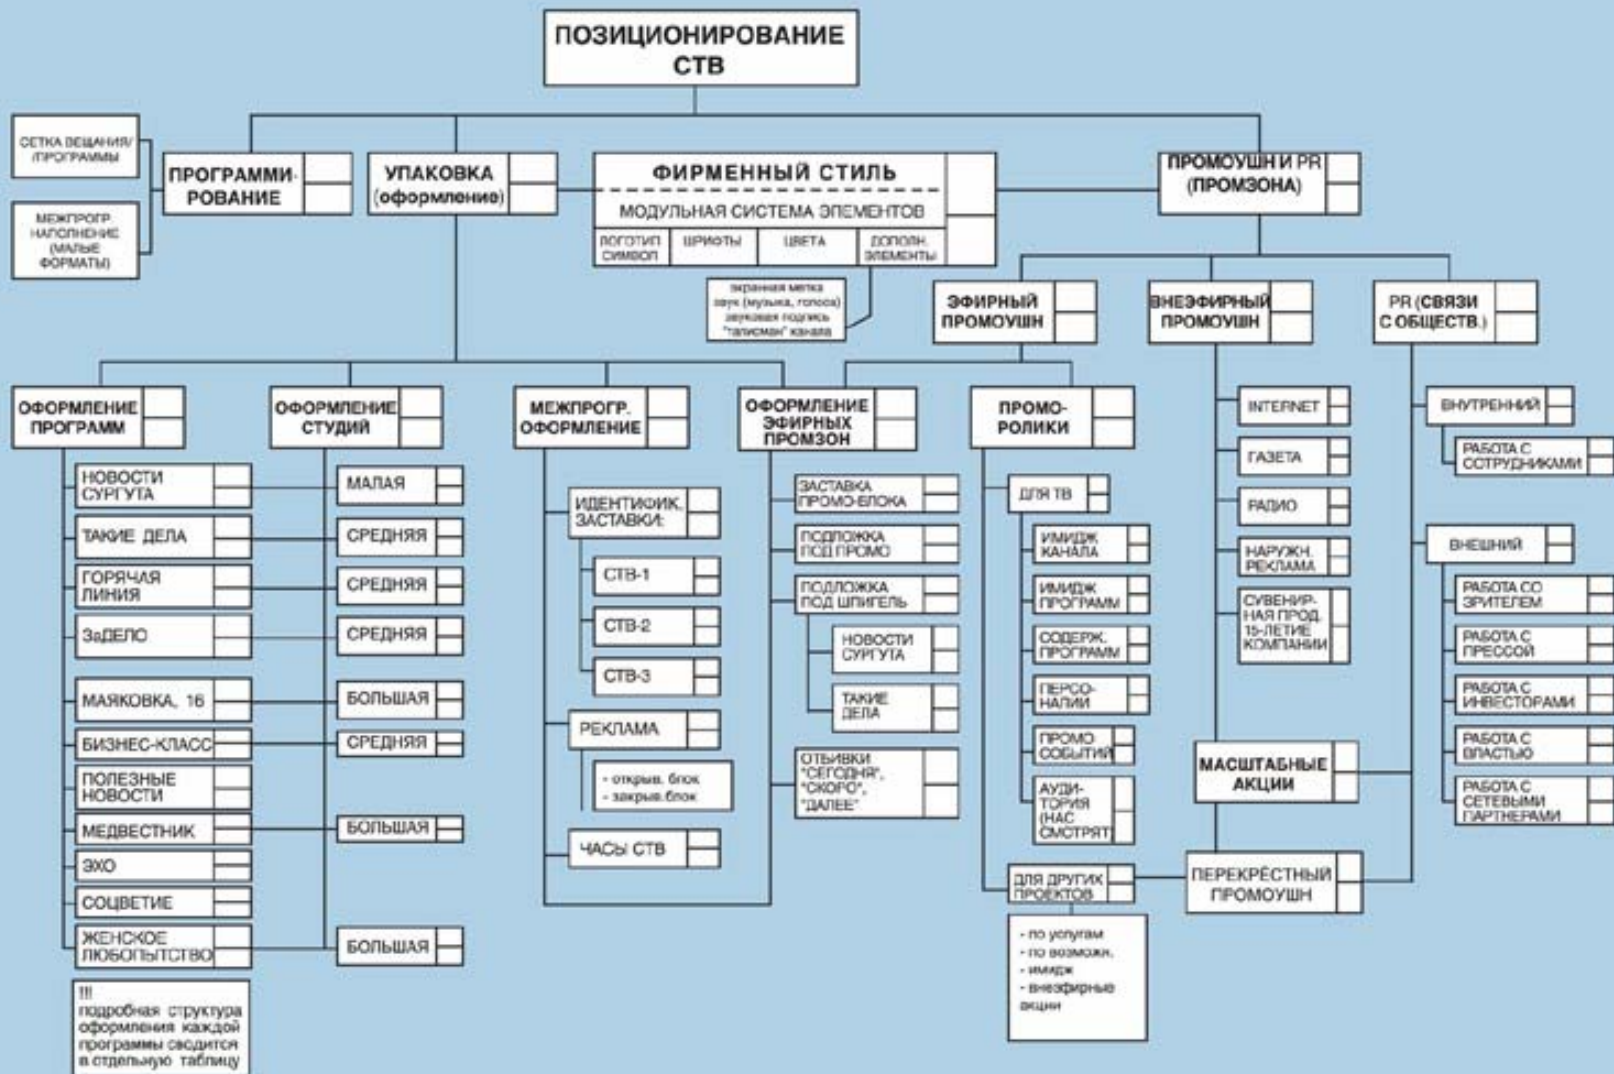 ПОЗИЦИОНИРОВАНИЕ
СТВ
СЕТКА ВЕЩАНИЯ/
/ПРОГРАММЫ
МЕЖПРОГР.
НАПОЛНЕНИЕ
(МАЛЫЕ
ФОРМАТЫ)
ПРОГРАММИ-
РОВАНИЕ
УПАКОВКА
(оформление)
ФИРМЕННЫЙ СТИЛЬ
МОДУЛЬНАЯ СИСТЕМА ЭЛЕМЕНТОВ
ЛОГОТИП
СИМВОЛ
ШРИФТЫ
ЦВЕТА
ДОПОЛН.
ЭЛЕМЕНТЫ
экранная метка
звук (музыка, голоса)
звуковая подпись
"талисман" канала
ПРОМОУШН И PR
(ПРОМЗОНА)
ЭФИРНЫЙ
ПРОМОУШН
ВНЕЭФИРНЫЙ
ПРОМОУШН
PR (СВЯЗИ
С ОБЩЕСТВ.)
ОФОРМЛЕНИЕ
ПРОГРАММ
НОВОСТИ
СУРГУТА
ТАКИЕ ДЕЛА
ГОРЯЧАЯ
ЛИНИЯ
ЗаДЕЛО
МАЯКОВКА, 16
БИЗНЕС-КЛАСС
ПОЛЕЗНЫЕ
НОВОСТИ
МЕДВЕСТНИК
ЭХО
СОЦВЕТИЕ
ЖЕНСКОЕ
ЛЮБОПЫТСТВО
!!!
подробная структура
оформления каждой
программы сводится
в отдельную таблицу
ОФОРМЛЕНИЕ
СТУДИЙ
МАЛАЯ
СРЕДНЯЯ
СРЕДНЯЯ
СРЕДНЯЯ
БОЛЬШАЯ
СРЕДНЯЯ
БОЛЬШАЯ
БОЛЬШАЯ
МЕЖПРОГР.
ОФОРМЛЕНИЕ
ИДЕНТИФИК.
ЗАСТАВКИ:
СТВ-1
СТВ-2
СТВ-3
РЕКЛАМА
- открыв. блок
- закрыв.блок
ЧАСЫ СТВ
ОФОРМЛЕНИЕ
ЭФИРНЫХ
ПРОМЗОН
ЗАСТАВКА
ПРОМО-БЛОКА
ПОДЛОЖКА
ПОД ПРОМО
ПОДЛОЖКА
ПОД ШПИГЕЛЬ
НОВОСТИ
СУРГУТА
ТАКИЕ
ДЕЛА
ОТБИВКИ
"СЕГОДНЯ",
"СКОРО",
"ДАЛЕЕ"
ПРОМО-
РОЛИКИ
ДЛЯ ТВ
ИМИДЖ
КАНАЛА
ИМИДЖ
ПРОГРАММ
СОДЕРЖ.
ПРОГРАММ
ПЕРСО-
НАЛИИ
ПРОМО
СОБЫТИЙ
АУДИ-
ТОРИЯ
(НАС
СМОТРЯТ)
ДЛЯ ДРУГИХ
ПРОЕКТОВ
- по услугам
- по возможн.
- имидж
- внеэфирные
акции
INTERNET
ГАЗЕТА
РАДИО
НАРУЖН.
РЕКЛАМА
СУВЕНИР-
НАЯ ПРОД.
15-ЛЕТИЕ
КОМПАНИИ
МАСШТАБНЫЕ
АКЦИИ
ПЕРЕКРЁСТНЫЙ
ПРОМОУШН
ВНУТРЕННИЙ
РАБОТА С
СОТРУДНИКАМИ
ВНЕШНИЙ
РАБОТА СО
ЗРИТЕЛЕМ
РАБОТА С
ПРЕССОЙ
РАБОТА С
ИНВЕСТОРАМИ
РАБОТА С
ВЛАСТЬЮ
РАБОТА С
СЕТЕВЫМИ
ПАРТНЕРАМИ